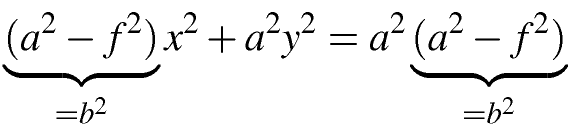 (a² − f²) x² + a²y² = a² (a² − f²)
=b² =b²